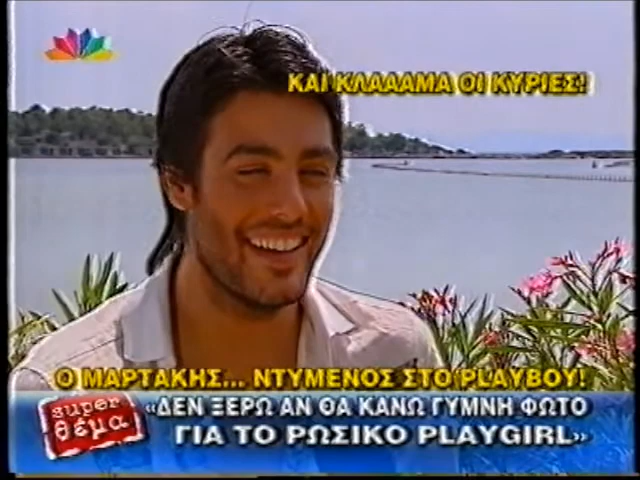 ΚΑΙ ΚΛΑΑΑΜΑ ΟΙ ΚΥΡΙΕΣ!
Ο ΜΑΡΤΑΚΗΣ... ΝΤΥΜΕΝΟΣ ΣΤΟ PLAYBOY!
super
θέμα
«ΔΕΝ ΞΕΡΩ ΑΝ ΘΑ ΚΑΝΩ ΓΥΜΝΗ ΦΩΤΟ
ΓΙΑ ΤΟ ΡΩΣΙΚΟ PLAYGIRL»